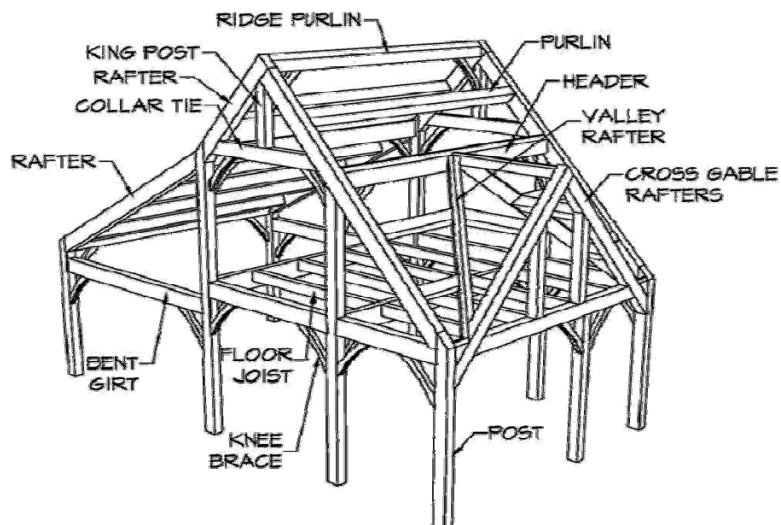 RIDGE PURLIN
KING POST
RAFTER
COLLAR TIE
RAFTER
PURLIN
HEADER
VALLEY
RAFTER
CROSS GABLE
RAFTERS
BENT
GIRT
FLOOR
JOIST
KNEE
BRACE
POST